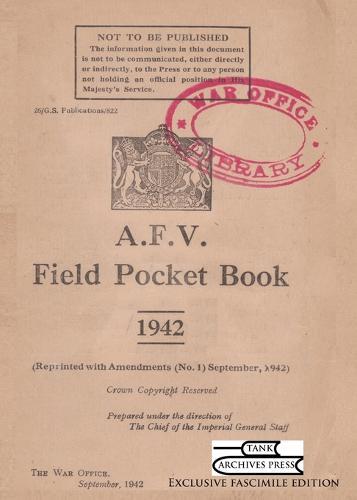 NOT TO BE PUBLISHED
The information given in this document
is not to be communicated, either directly
or indirectly, to the Press or to any person
not holding an official position in His
Majesty's Service.
26/G.S. Publications/822
WAR OFFICE
LIBRARY
A.F.V.
Field Pocket Book
1942
(Reprinted with Amendments (No. 1) September, 1942)
Crown Copyright Reserved
Prepared under the direction of
The Chief of the Imperial General Staff
THE WAR OFFICE.
September, 1942
TANK
ARCHIVES PRESS
EXCLUSIVE FASCIMILE EDITION